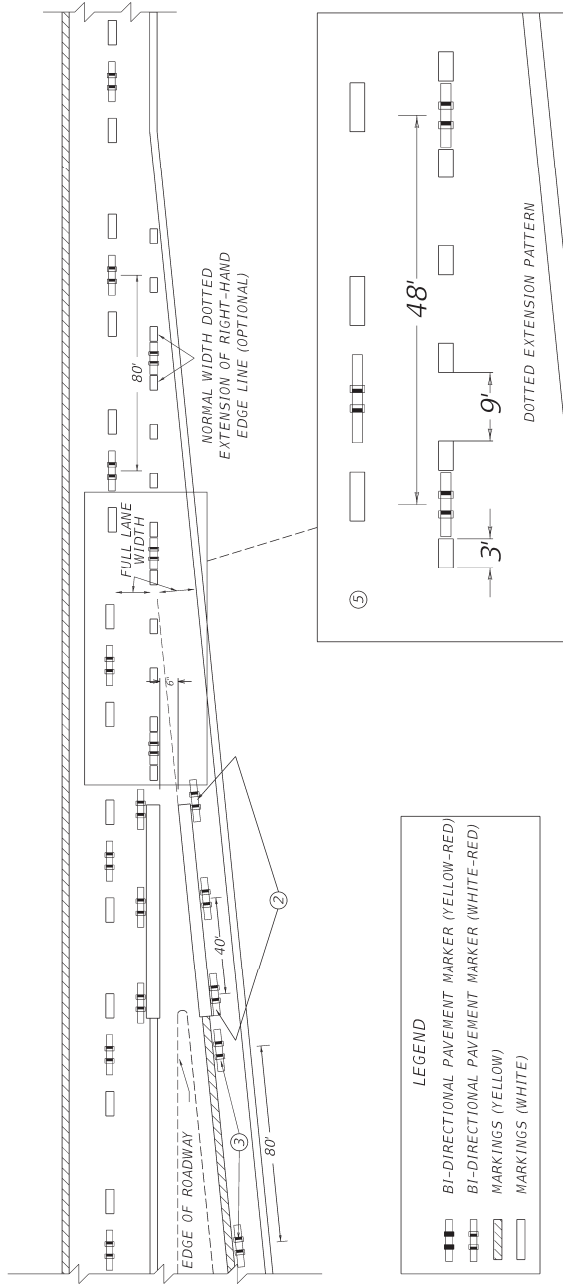 80'
FULL LANE
WIDTH
NORMAL WIDTH DOTTED
EXTENSION OF RIGHT-HAND
EDGE LINE (OPTIONAL)
6'
40'
2
3
80'
EDGE OF ROADWAY
LEGEND
BI-DIRECTIONAL PAVEMENT MARKER (YELLOW-RED)
BI-DIRECTIONAL PAVEMENT MARKER (WHITE-RED)
MARKINGS (YELLOW)
MARKINGS (WHITE)
5
48'
9'
3'
DOTTED EXTENSION PATTERN